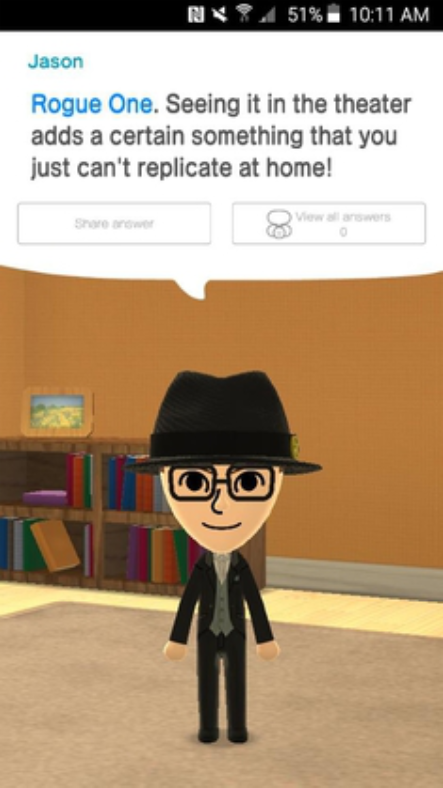 51% 10:11 AM
Jason
Rogue One. Seeing it in the theater
adds a certain something that you
just can't replicate at home!
Share answer
View all answers
0